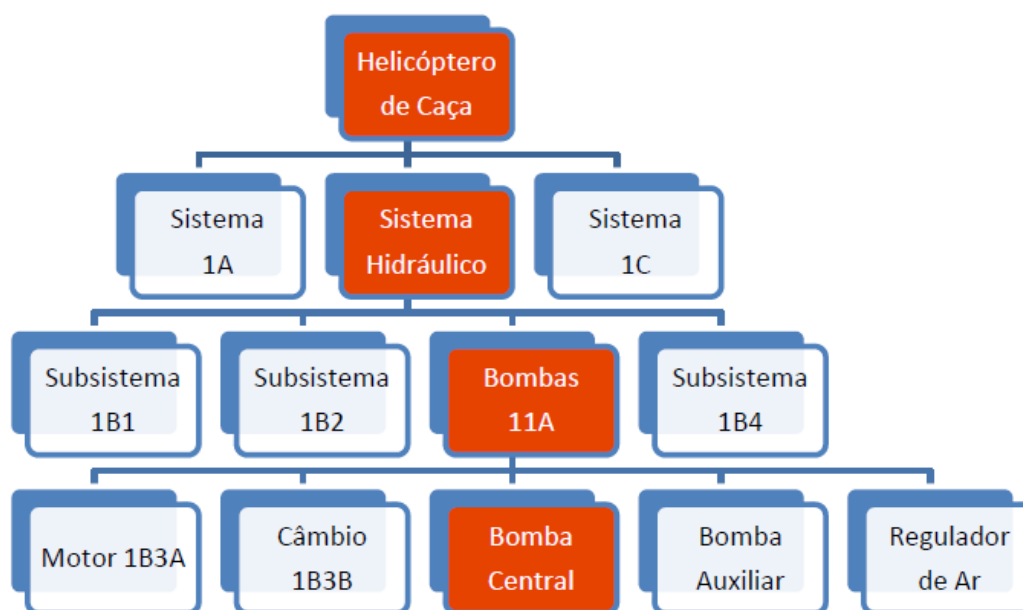 Helicóptero
de Caça
Sistema
1A
Sistema
Hidráulico
Sistema
1C
Subsistema
1B1
Subsistema
1B2
Bombas
11A
Subsistema
1B4
Motor 1B3A
Câmbio
1B3B
Bomba
Central
Bomba
Auxiliar
Regulador
de Ar